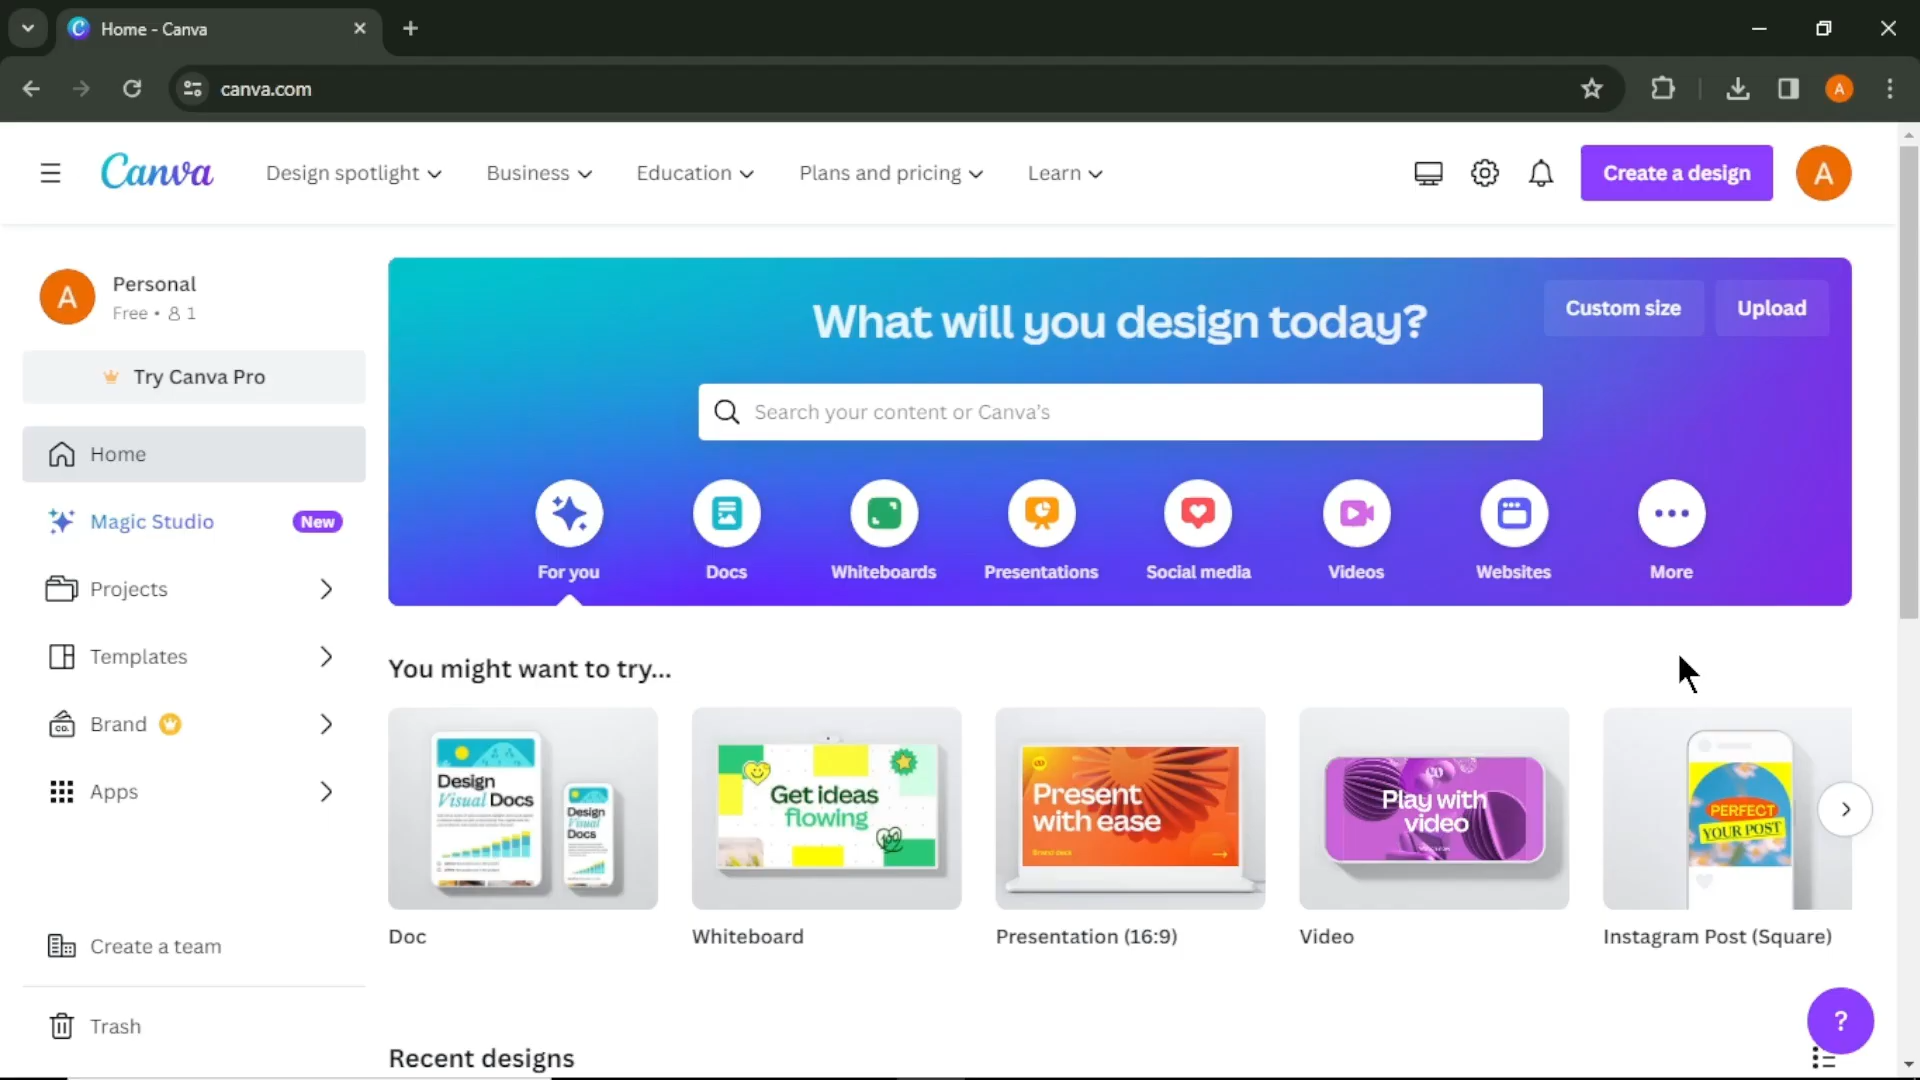 Home - Canva
canva.com
A
Canva
Design spotlight
Business
Education
Plans and pricing
Learn
Create a design
A
A
Personal
Free • 1
Try Canva Pro
Home
Magic Studio
New
Projects
Templates
Brand
Apps
Create a team
Trash
What will you design today?
Custom size
Upload
Search your content or Canva's
For you
Docs
Whiteboards
Presentations
Social media
Videos
Websites
More
You might want to try...
Design
Visual Docs
Design
Visual
Docs
Get ideas
flowing
Present
with ease
Brand deck
Play with
video
PERFECT
YOUR POST
Doc
Whiteboard
Presentation (16:9)
Video
Instagram Post (Square)
?
Recent designs